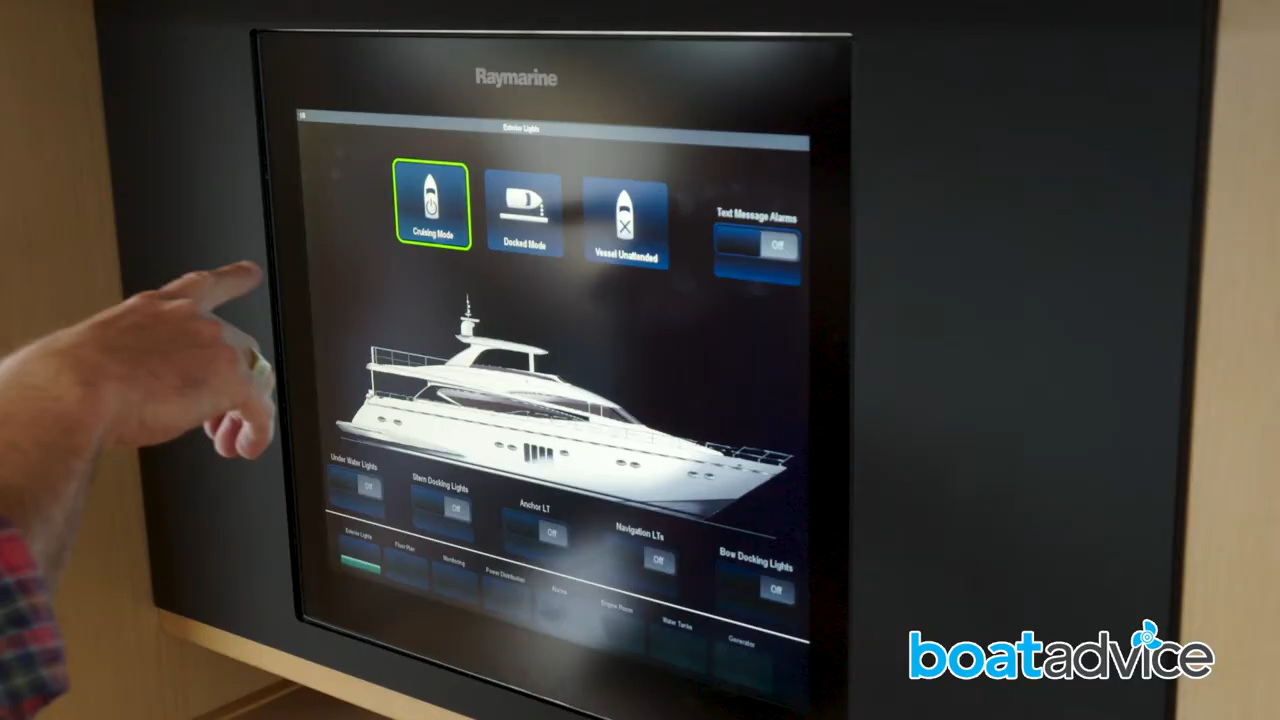 Raymarine
Exterior Lights
Cruising Mode
Docked Mode
Vessel Unattended
Text Message Alarms
Off
Under Water Lights
Off
Stern Docking Lights
Off
Anchor LT
Off
Navigation LTs
Off
Bow Docking Lights
Off
Exterior Lights
Floor Plan
Monitoring
Power Distribution
Alarms
Engine Room
Water Tanks
Generator
boatadvice